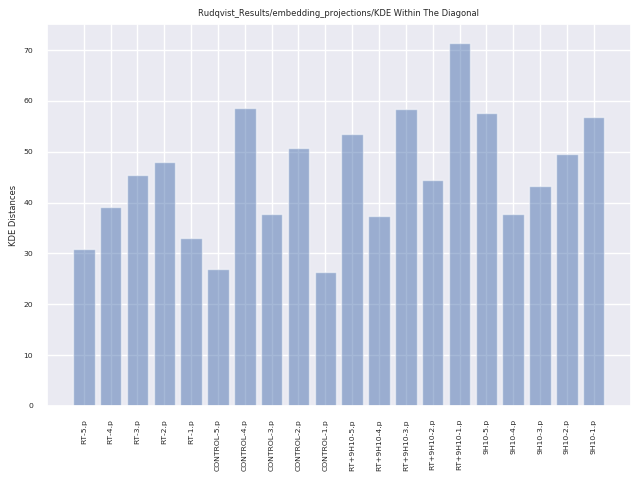 Rudqvist_Results/embedding_projections/KDE Within The Diagonal
KDE Distances
70
60
50
40
30
20
10
0
RT-5.p
RT-4.p
RT-3.p
RT-2.p
RT-1.p
CONTROL-5.p
CONTROL-4.p
CONTROL-3.p
CONTROL-2.p
CONTROL-1.p
RT+9H10-5.p
RT+9H10-4.p
RT+9H10-3.p
RT+9H10-2.p
RT+9H10-1.p
9H10-5.p
9H10-4.p
9H10-3.p
9H10-2.p
9H10-1.p